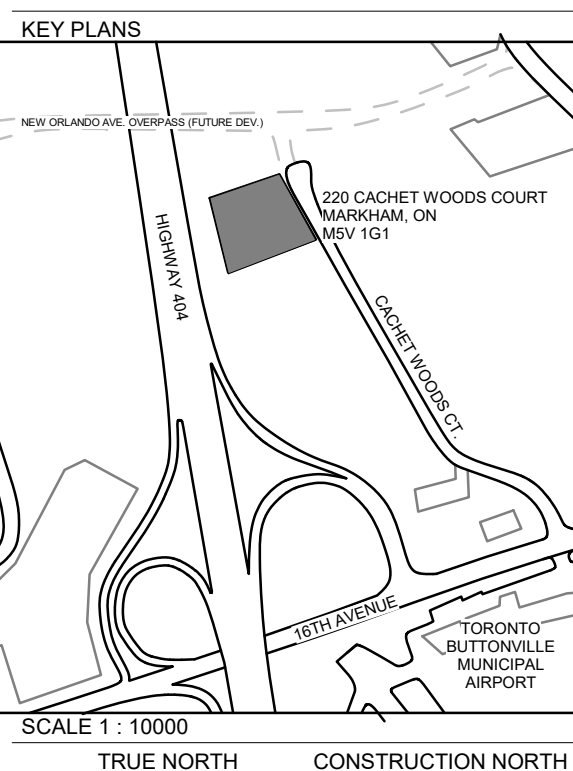 KEY PLANS
NEW ORLANDO AVE. OVERPASS (FUTURE DEV.)
220 CACHET WOODS COURT
MARKHAM, ON
M5V 1G1
HIGHWAY 404
CACHET WOODS CT.
16TH AVENUE
TORONTO
BUTTONVILLE
MUNICIPAL
AIRPORT
SCALE 1 : 10000
TRUE NORTH
CONSTRUCTION NORTH